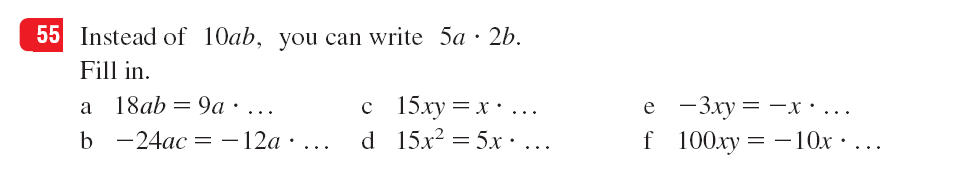 55 Instead of 10ab, you can write 5a · 2b.
Fill in.
a 18ab = 9a · ... c 15xy = x · ... e −3xy = −x · ...
b −24ac = −12a · ... d 15x² = 5x · ... f 100xy = −10x · ...